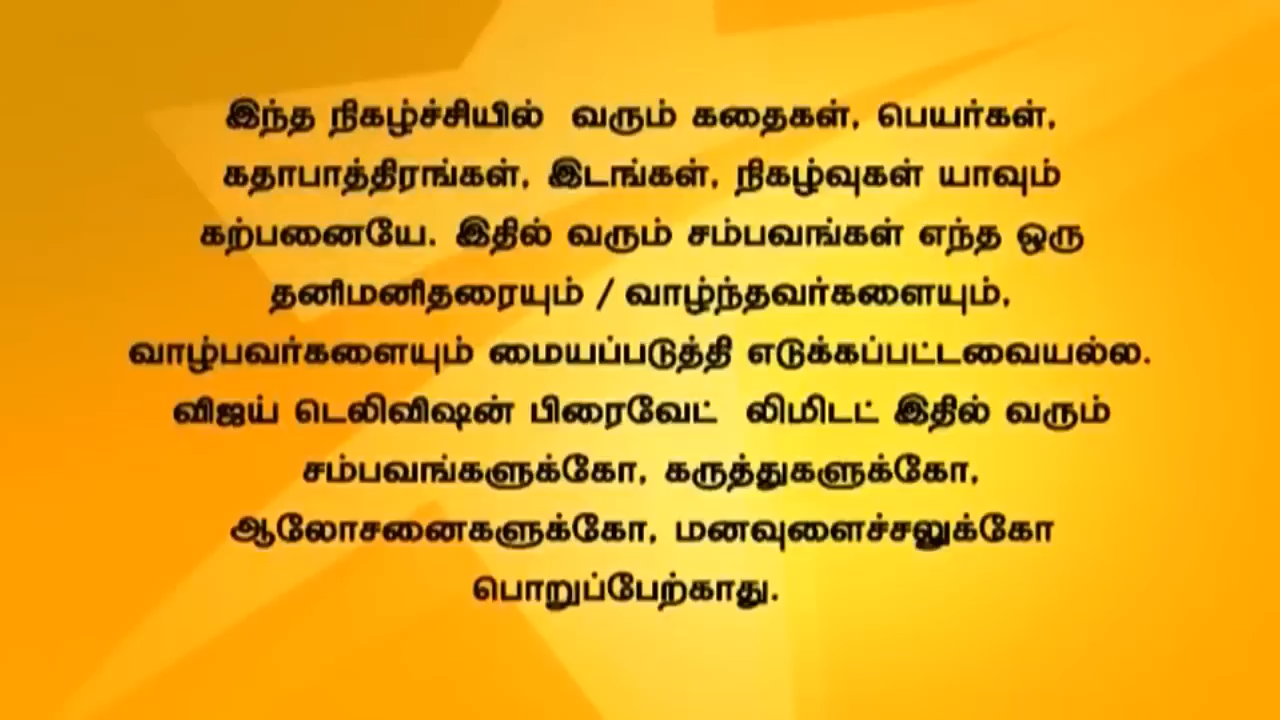 இந்த நிகழ்ச்சியில் வரும் கதைகள், பெயர்கள்,
கதாபாத்திரங்கள், இடங்கள், நிகழ்வுகள் யாவும்
கற்பனையே. இதில் வரும் சம்பவங்கள் எந்த ஒரு
தனிமனிதரையும் / வாழ்ந்தவர்களையும்,
வாழ்பவர்களையும் மையப்படுத்தி எடுக்கப்பட்டவையல்ல.
விஜய் டெலிவிஷன் பிரைவேட் லிமிடட் இதில் வரும்
சம்பவங்களுக்கோ, கருத்துகளுக்கோ,
ஆலோசனைகளுக்கோ, மனவுளைச்சலுக்கோ
பொறுப்பேற்காது.